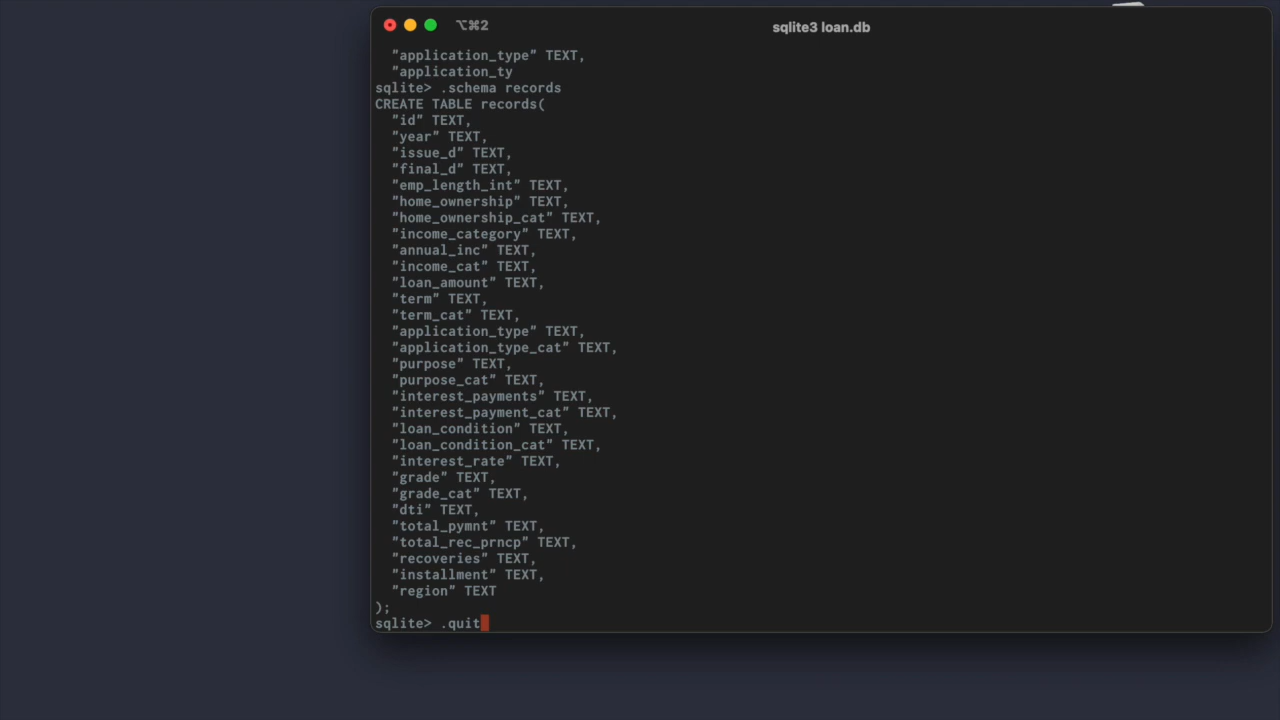 ⌥⌘2
sqlite3 loan.db
"application_type" TEXT,
"application_ty
sqlite> .schema records
CREATE TABLE records(
"id" TEXT,
"year" TEXT,
"issue_d" TEXT,
"final_d" TEXT,
"emp_length_int" TEXT,
"home_ownership" TEXT,
"home_ownership_cat" TEXT,
"income_category" TEXT,
"annual_inc" TEXT,
"income_cat" TEXT,
"loan_amount" TEXT,
"term" TEXT,
"term_cat" TEXT,
"application_type" TEXT,
"application_type_cat" TEXT,
"purpose" TEXT,
"purpose_cat" TEXT,
"interest_payments" TEXT,
"interest_payment_cat" TEXT,
"loan_condition" TEXT,
"loan_condition_cat" TEXT,
"interest_rate" TEXT,
"grade" TEXT,
"grade_cat" TEXT,
"dti" TEXT,
"total_pymnt" TEXT,
"total_rec_prncp" TEXT,
"recoveries" TEXT,
"installment" TEXT,
"region" TEXT
);
sqlite> .quit